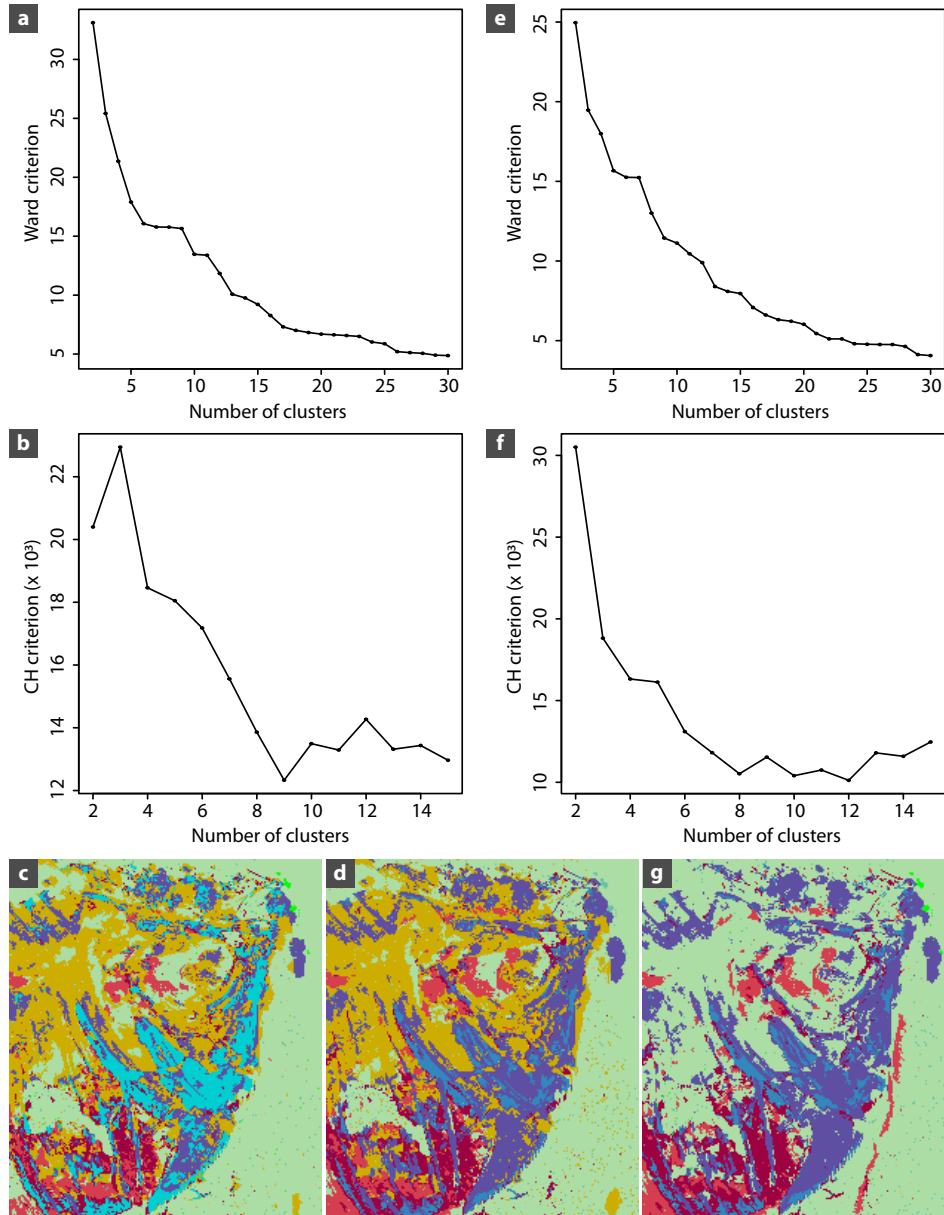 a
Ward criterion
30
25
20
15
10
5
5 10 15 20 25 30
Number of clusters
e
Ward criterion
25
20
15
10
5
5 10 15 20 25 30
Number of clusters
b
CH criterion (x 10³)
22
20
18
16
14
12
2 4 6 8 10 12 14
Number of clusters
f
CH criterion (x 10³)
30
25
20
15
10
2 4 6 8 10 12 14
Number of clusters
c
d
g